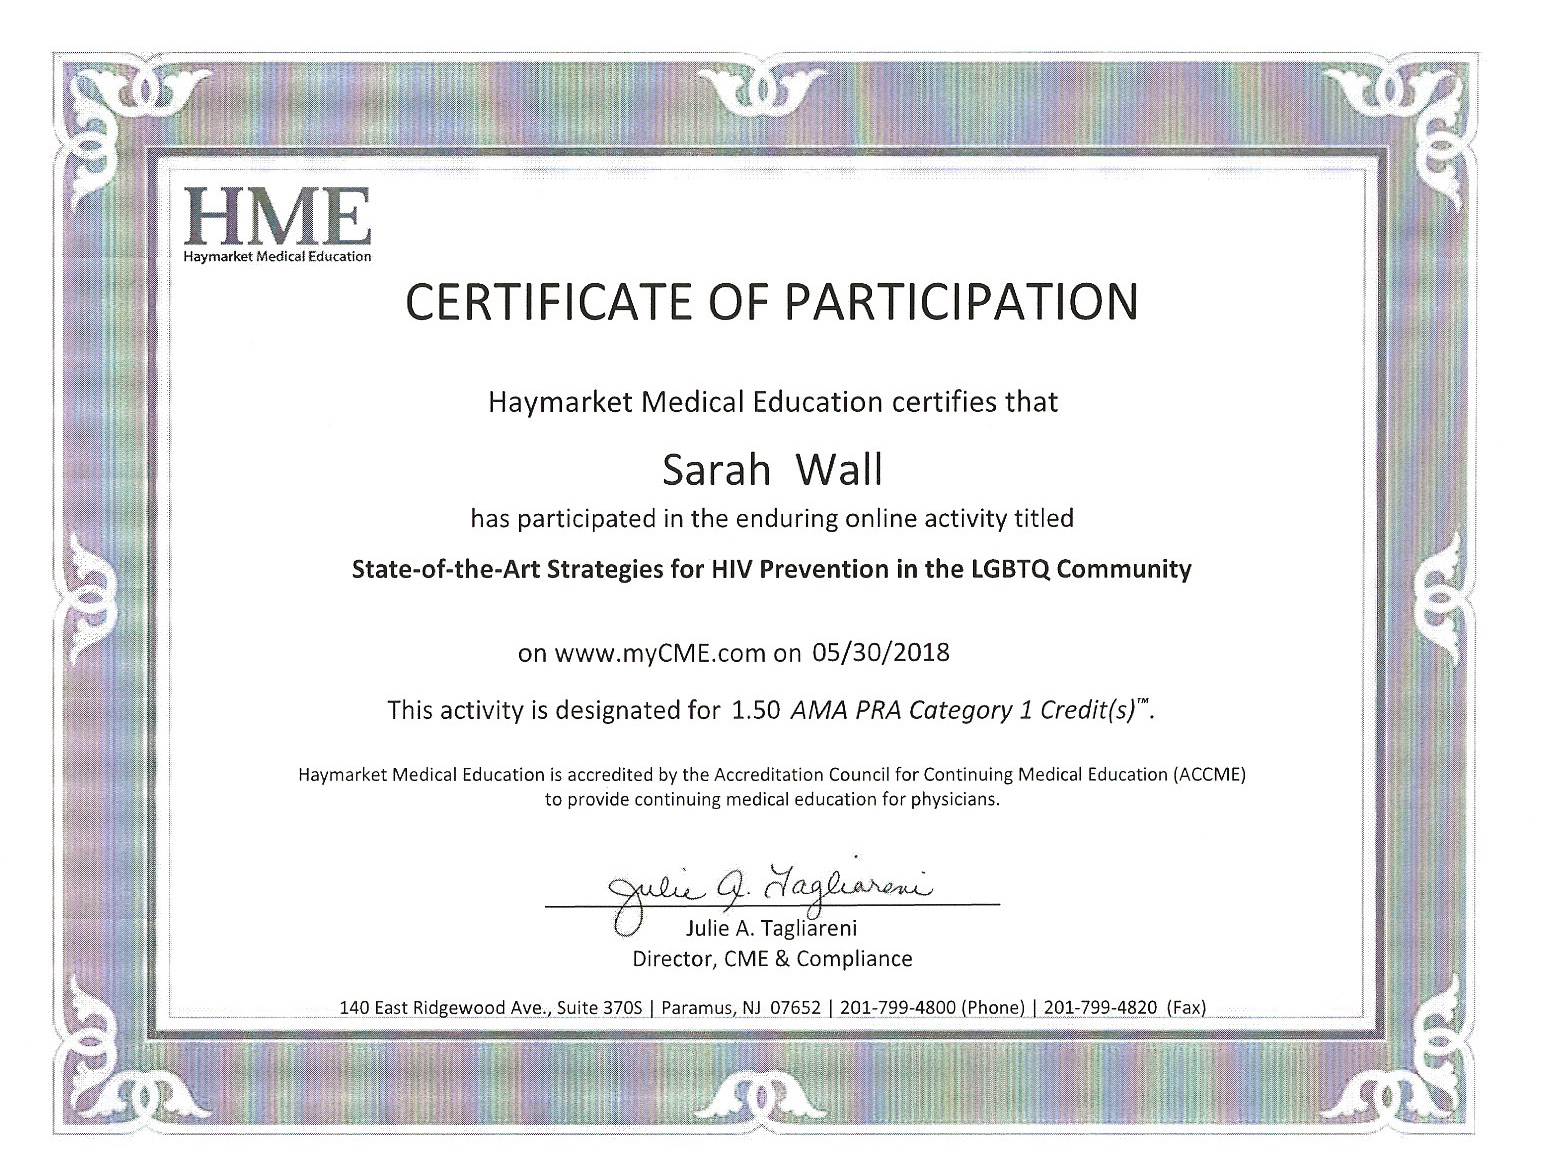 HME
Haymarket Medical Education
CERTIFICATE OF PARTICIPATION
Haymarket Medical Education certifies that
Sarah Wall
has participated in the enduring online activity titled
State-of-the-Art Strategies for HIV Prevention in the LGBTQ Community
on www.myCME.com on 05/30/2018
This activity is designated for 1.50 AMA PRA Category 1 Credit(s)™.
Haymarket Medical Education is accredited by the Accreditation Council for Continuing Medical Education (ACCME)
to provide continuing medical education for physicians.
Julie A. Tagliareni
Julie A. Tagliareni
Director, CME & Compliance
140 East Ridgewood Ave., Suite 370S | Paramus, NJ 07652 | 201-799-4800 (Phone) | 201-799-4820 (Fax)